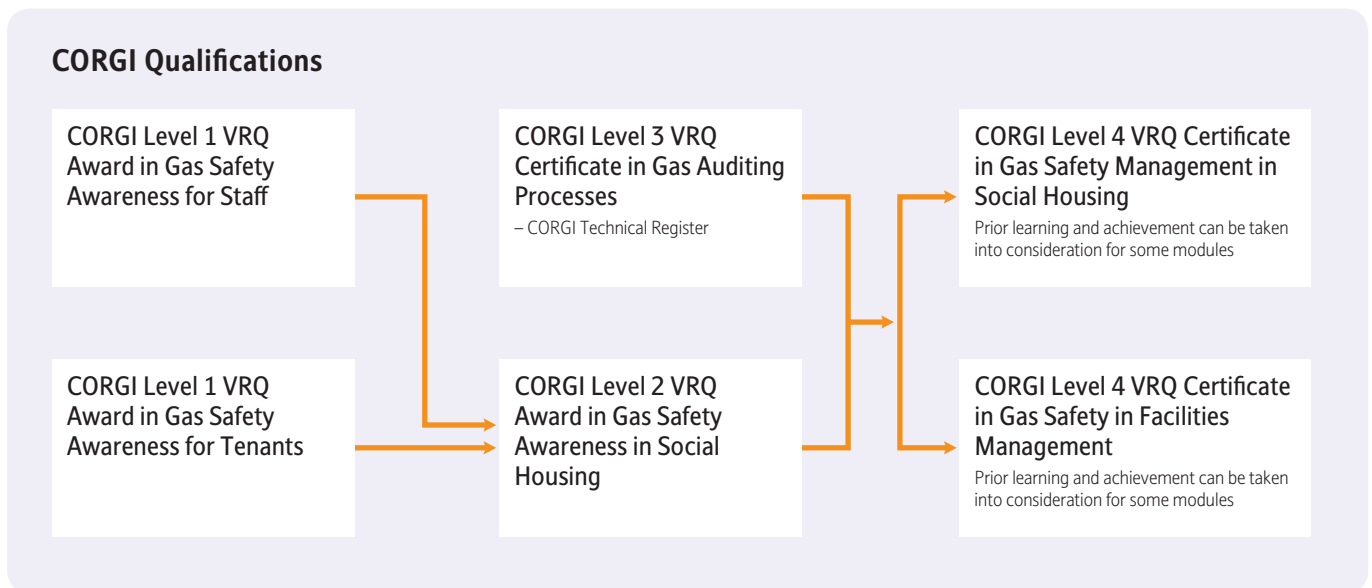 CORGI Qualifications
CORGI Level 1 VRQ
Award in Gas Safety
Awareness for Staff
CORGI Level 3 VRQ
Certificate in Gas Auditing
Processes
– CORGI Technical Register
CORGI Level 4 VRQ Certificate
in Gas Safety Management in
Social Housing
Prior learning and achievement can be taken
into consideration for some modules
CORGI Level 1 VRQ
Award in Gas Safety
Awareness for Tenants
CORGI Level 2 VRQ
Award in Gas Safety
Awareness in Social
Housing
CORGI Level 4 VRQ Certificate
in Gas Safety in Facilities
Management
Prior learning and achievement can be taken
into consideration for some modules